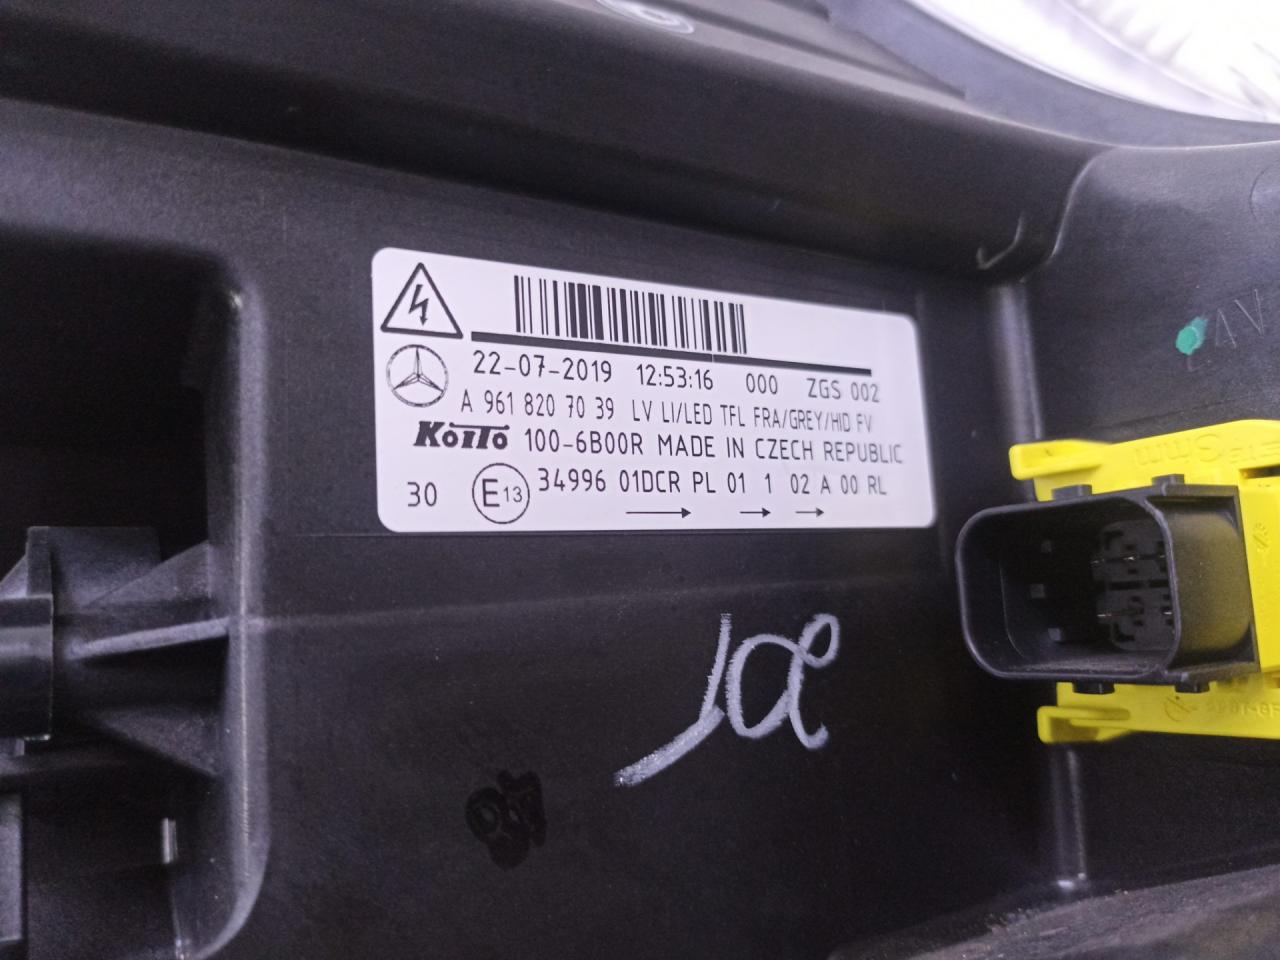 22-07-2019 12:53:16 000 ZGS 002
A 961 820 70 39 LV LI/LED TFL FRA/GREY/HID FV
KOITO 100-6B00R MADE IN CZECH REPUBLIC
30 E13 34996 01DCR PL 01 1 02 A 00 RL